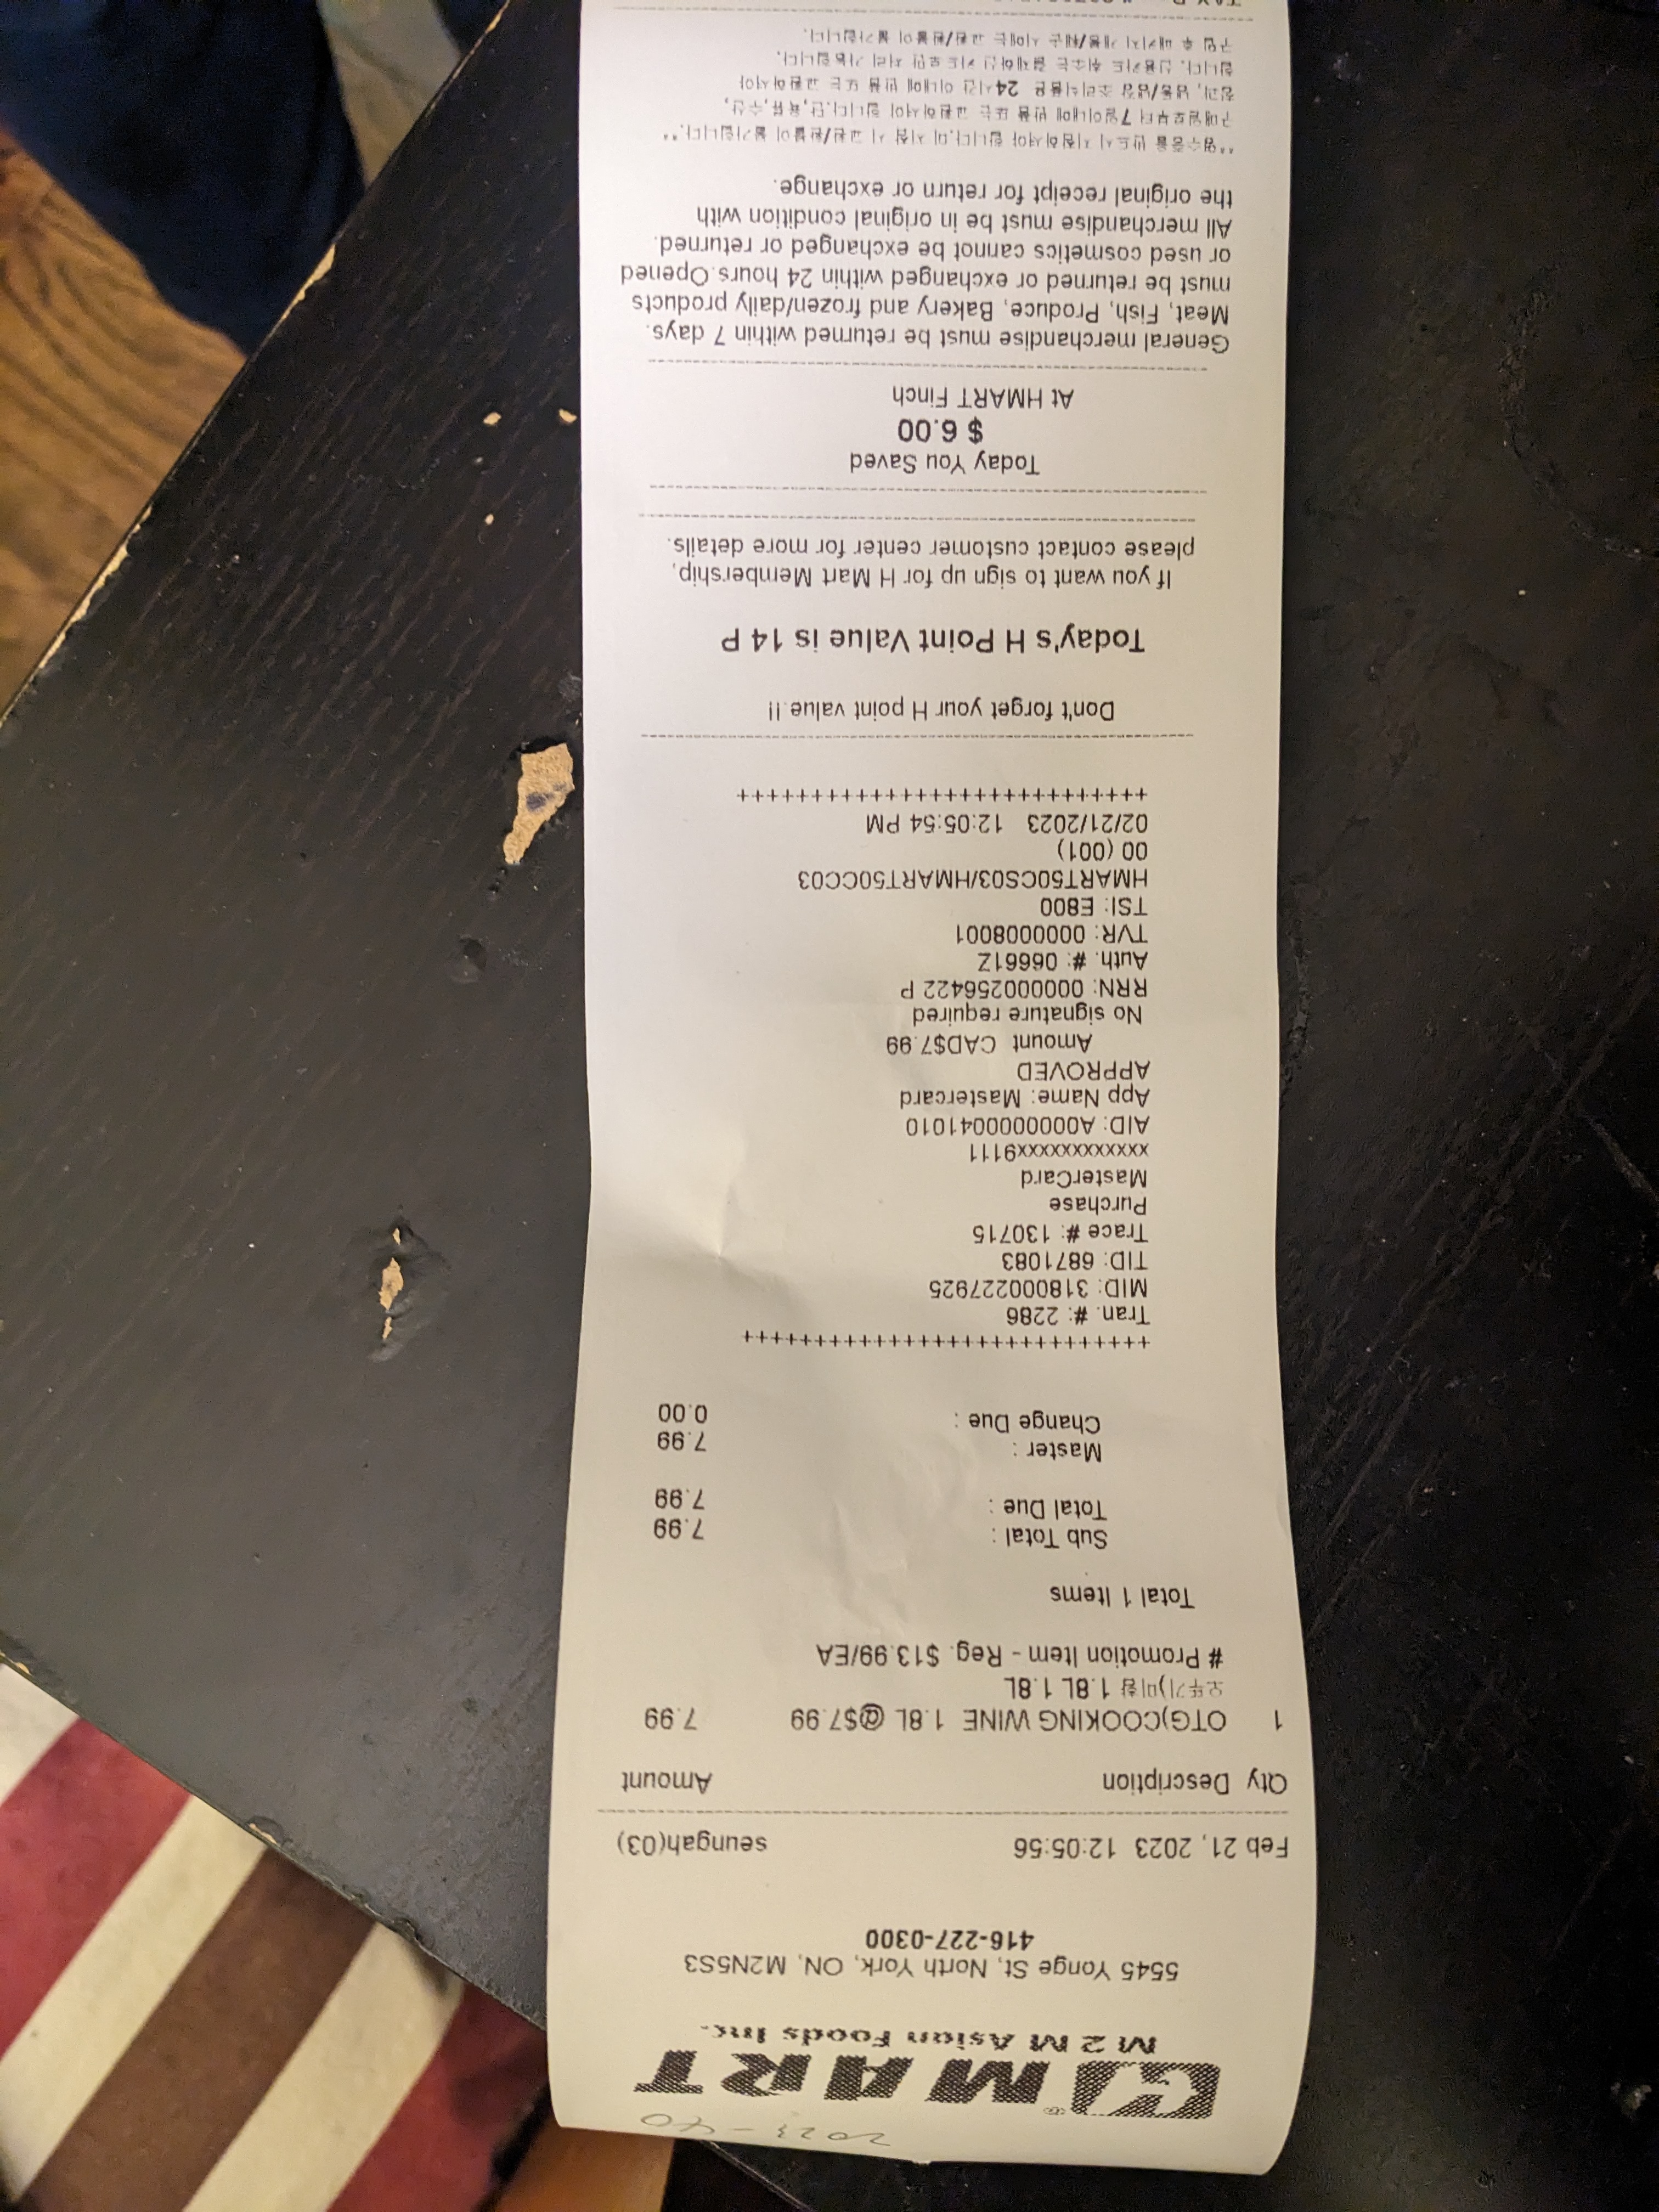 2023-40
H MART
M 2 M Asian Foods Inc.
5545 Yonge St, North York, ON, M2N5S3
416-227-0300
Feb 21, 2023 12:05:56 seungah(03)
Qty Description Amount
1 OTG)COOKING WINE 1.8L @$7.99 7.99
오뚜기)미향 1.8L 1.8L
# Promotion Item - Reg. $13.99/EA
Total 1 Items
Sub Total : 7.99
Total Due : 7.99
Master : 7.99
Change Due : 0.00
++++++++++++++++++++++++++++
Tran. #: 2286
MID: 31800022​7925
TID: 6871083
Trace #: 130715
Purchase
MasterCard
xxxxxxxxxxxx9111
AID: A0000000041010
App Name: Mastercard
APPROVED
Amount CAD$7.99
No signature required
RRN: 000000256422 P
Auth. #: 06661Z
TVR: 0000008001
TSI: E800
HMART50CS03/HMART50CC03
00 (001)
02/21/2023 12:05:54 PM
++++++++++++++++++++++++++++
Don't forget your H point value.!!
Today's H Point Value is 14 P
If you want to sign up for H Mart Membership,
please contact customer center for more details.
Today You Saved
$ 6.00
At HMART Finch
General merchandise must be returned within 7 days.
Meat, Fish, Produce, Bakery and frozen/daily products
must be returned or exchanged within 24 hours.Opened
or used cosmetics cannot be exchanged or returned.
All merchandise must be in original condition with
the original receipt for return or exchange.
**영수증을 반드시 지참하셔야 합니다.미 지참 시 교환/환불이 불가합니다.**
구매일로부터 7일이내에 반품 또는 교환하셔야 합니다.단,육류,수산,
청과, 냉동/냉장 조리식품은 24시간 이내에 반품 또는 교환하셔야
합니다. 신용카드 취소는 결제하신 카드로만 처리 가능합니다.
구입 후 패키지 개봉/훼손 시에는 교환/환불이 불가합니다.